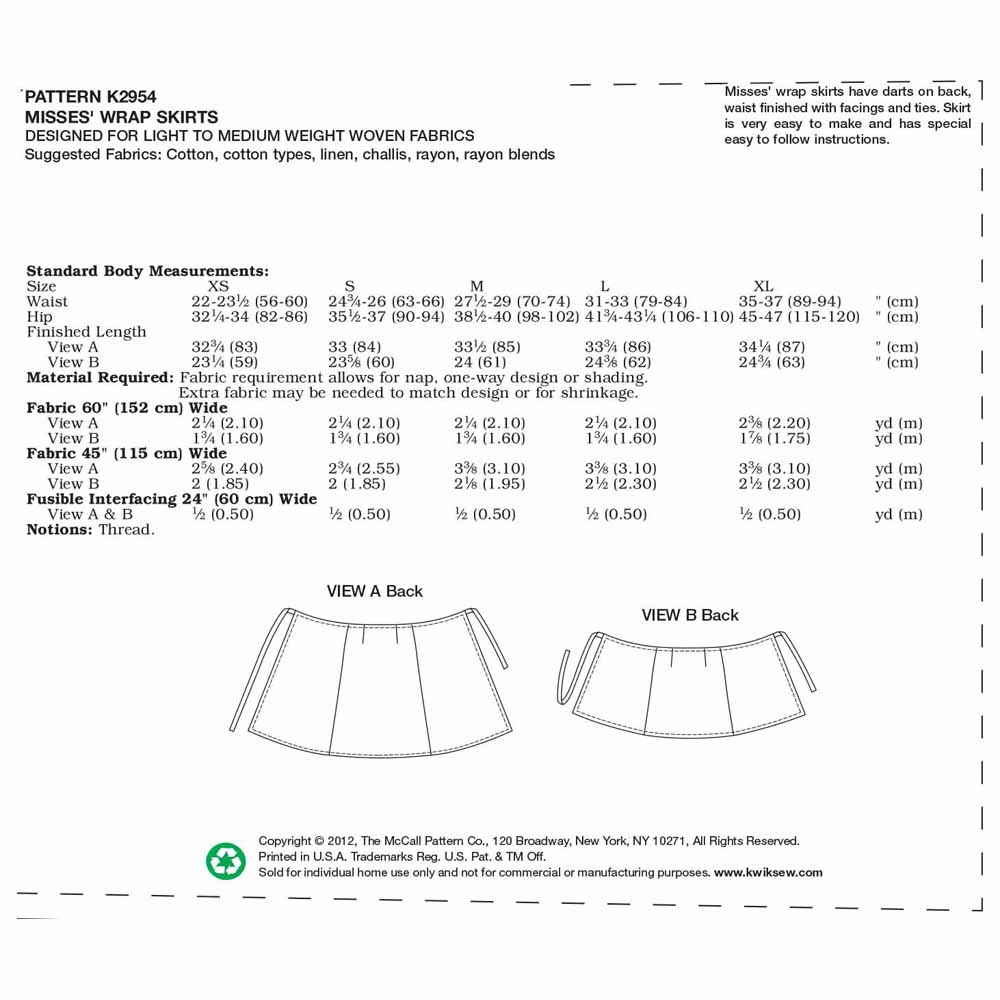 PATTERN K2954
MISSES' WRAP SKIRTS
DESIGNED FOR LIGHT TO MEDIUM WEIGHT WOVEN FABRICS
Suggested Fabrics: Cotton, cotton types, linen, challis, rayon, rayon blends
Misses' wrap skirts have darts on back,
waist finished with facings and ties. Skirt
is very easy to make and has special
easy to follow instructions.
Standard Body Measurements:
Size XS S M L XL
Waist 22-23½ (56-60) 24¾-26 (63-66) 27½-29 (70-74) 31-33 (79-84) 35-37 (89-94) " (cm)
Hip 32¼-34 (82-86) 35½-37 (90-94) 38½-40 (98-102) 41¾-43¼ (106-110) 45-47 (115-120) " (cm)
Finished Length
View A 32¾ (83) 33 (84) 33½ (85) 33¾ (86) 34¼ (87) " (cm)
View B 23¼ (59) 23⅝ (60) 24 (61) 24⅜ (62) 24¾ (63) " (cm)
Material Required: Fabric requirement allows for nap, one-way design or shading.
Extra fabric may be needed to match design or for shrinkage.
Fabric 60" (152 cm) Wide
View A 2¼ (2.10) 2¼ (2.10) 2¼ (2.10) 2¼ (2.10) 2⅜ (2.20) yd (m)
View B 1¾ (1.60) 1¾ (1.60) 1¾ (1.60) 1¾ (1.60) 1⅞ (1.75) yd (m)
Fabric 45" (115 cm) Wide
View A 2⅝ (2.40) 2¾ (2.55) 3⅜ (3.10) 3⅜ (3.10) 3⅜ (3.10) yd (m)
View B 2 (1.85) 2 (1.85) 2⅛ (1.95) 2½ (2.30) 2½ (2.30) yd (m)
Fusible Interfacing 24" (60 cm) Wide
View A & B ½ (0.50) ½ (0.50) ½ (0.50) ½ (0.50) ½ (0.50) yd (m)
Notions: Thread.
VIEW A Back
VIEW B Back
Copyright © 2012, The McCall Pattern Co., 120 Broadway, New York, NY 10271, All Rights Reserved.
Printed in U.S.A. Trademarks Reg. U.S. Pat. & TM Off.
Sold for individual home use only and not for commercial or manufacturing purposes. www.kwiksew.com